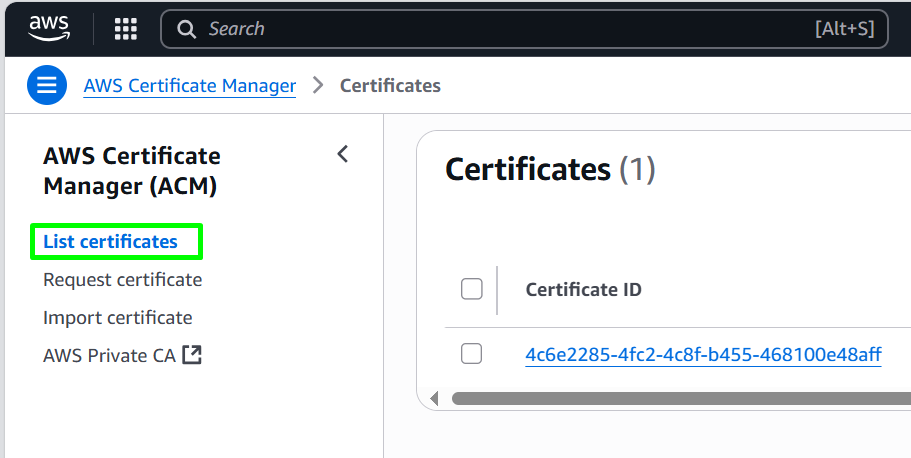 aws
Search
[Alt+S]
AWS Certificate Manager
Certificates
AWS Certificate
Manager (ACM)
List certificates
Request certificate
Import certificate
AWS Private CA
Certificates (1)
Certificate ID
4c6e2285-4fc2-4c8f-b455-468100e48aff